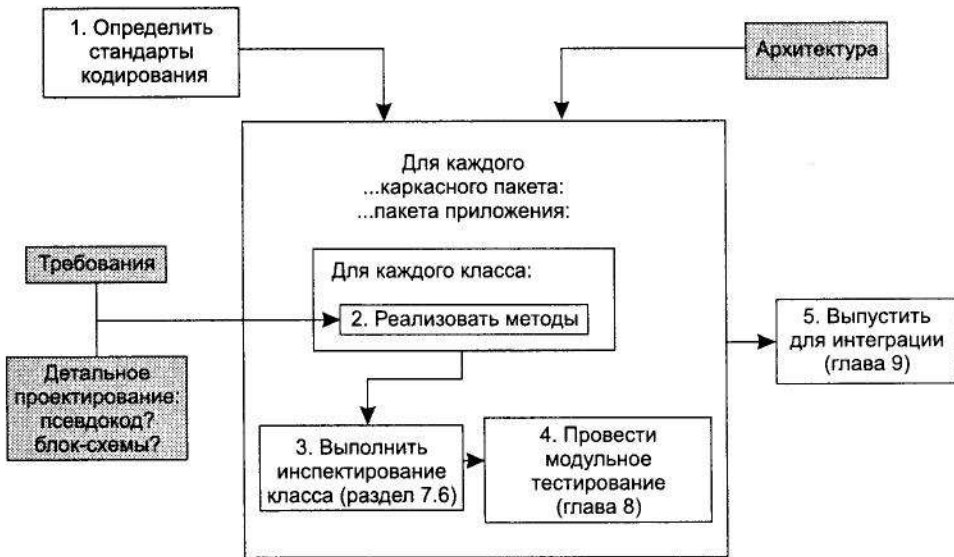 1. Определить
стандарты
кодирования
Архитектура
Для каждого
...каркасного пакета:
...пакета приложения:
Требования
Для каждого класса:
2. Реализовать методы
5. Выпустить
для интеграции
(глава 9)
Детальное
проектирование:
псевдокод?
блок-схемы?
3. Выполнить
инспектирование
класса (раздел 7.6)
4. Провести
модульное
тестирование
(глава 8)